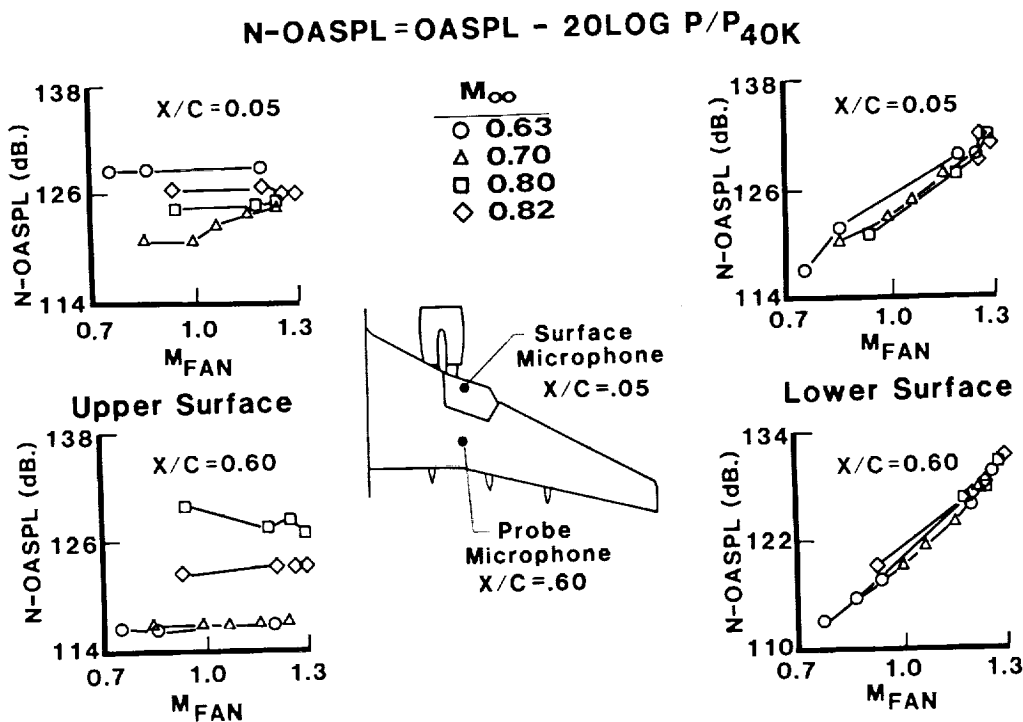 N-OASPL = OASPL - 20LOG P/P40K
138
126
114
N-OASPL (dB.)
X/C = 0.05
0.7 1.0 1.3
MFAN
M∞
○ 0.63
△ 0.70
□ 0.80
◇ 0.82
138
126
114
N-OASPL (dB.)
X/C = 0.05
0.7 1.0 1.3
MFAN
Surface
Microphone
X/C = .05
Upper Surface
Lower Surface
138
126
114
N-OASPL (dB.)
X/C = 0.60
0.7 1.0 1.3
MFAN
Probe
Microphone
X/C = .60
134
122
110
N-OASPL (dB.)
X/C = 0.60
0.7 1.0 1.3
MFAN